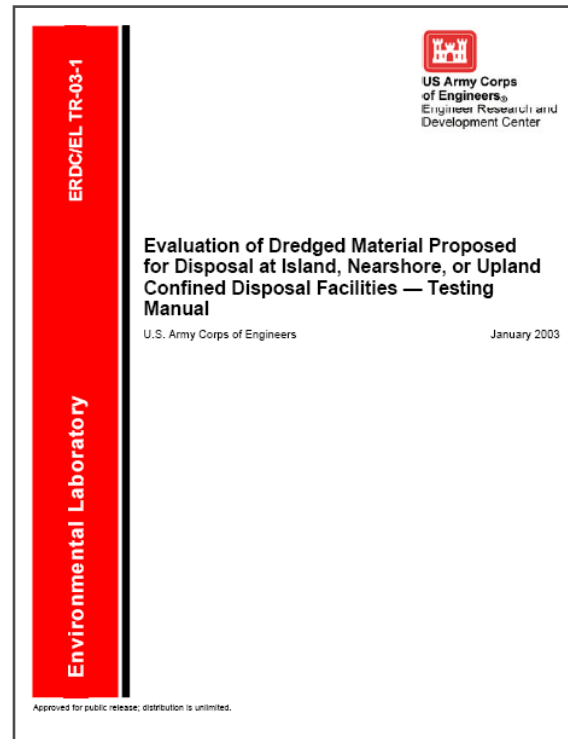 ERDC/EL TR-03-1
Environmental Laboratory
US Army Corps
of Engineers®
Engineer Research and
Development Center
Evaluation of Dredged Material Proposed
for Disposal at Island, Nearshore, or Upland
Confined Disposal Facilities — Testing
Manual
U.S. Army Corps of Engineers January 2003
Approved for public release; distribution is unlimited.